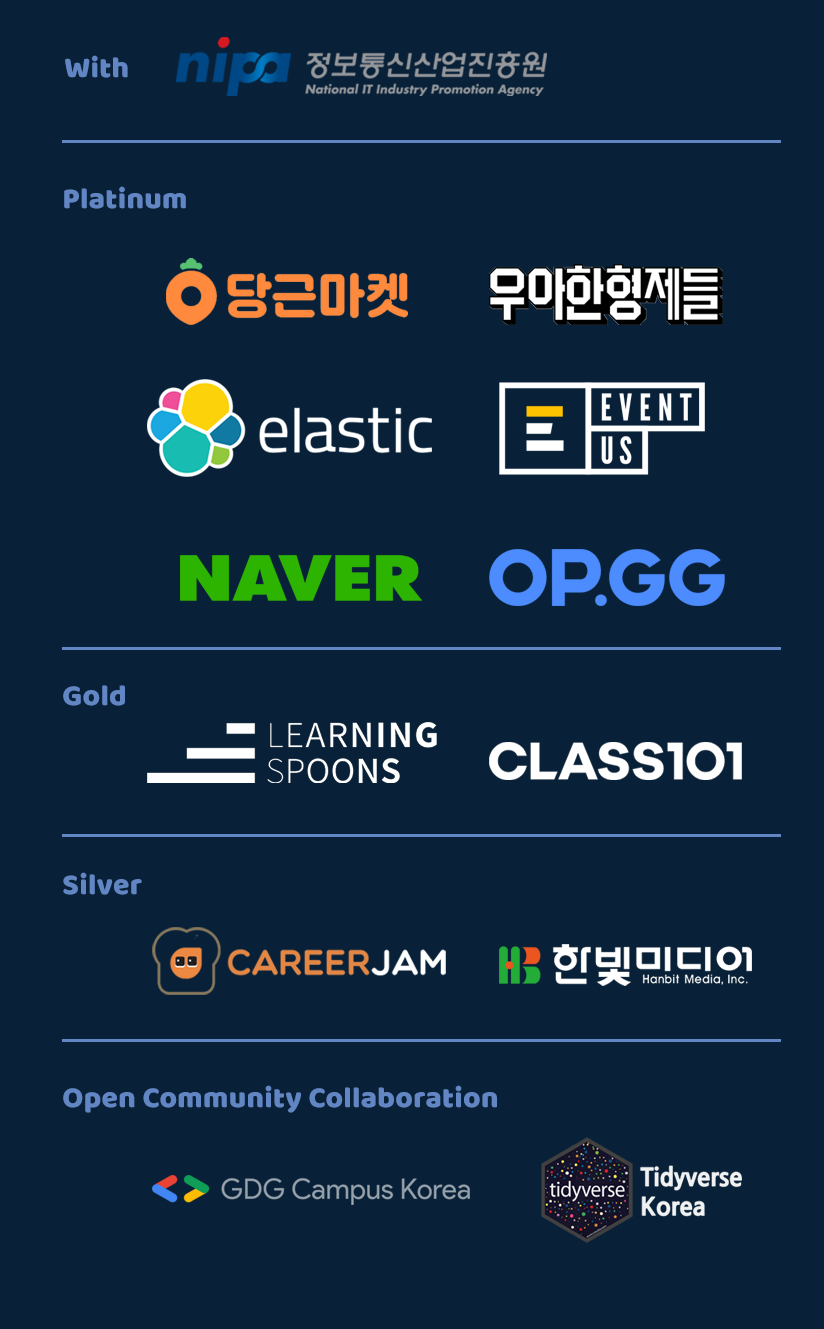 With
nipa 정보통신산업진흥원
National IT Industry Promotion Agency
Platinum
당근마켓
우아한형제들
elastic
E EVENT
US
NAVER
OP.GG
Gold
LEARNING
SPOONS
CLASS101
Silver
CAREERJAM
HB 한빛미디어
Hanbit Media, Inc.
Open Community Collaboration
GDG Campus Korea
tidyverse
Tidyverse
Korea